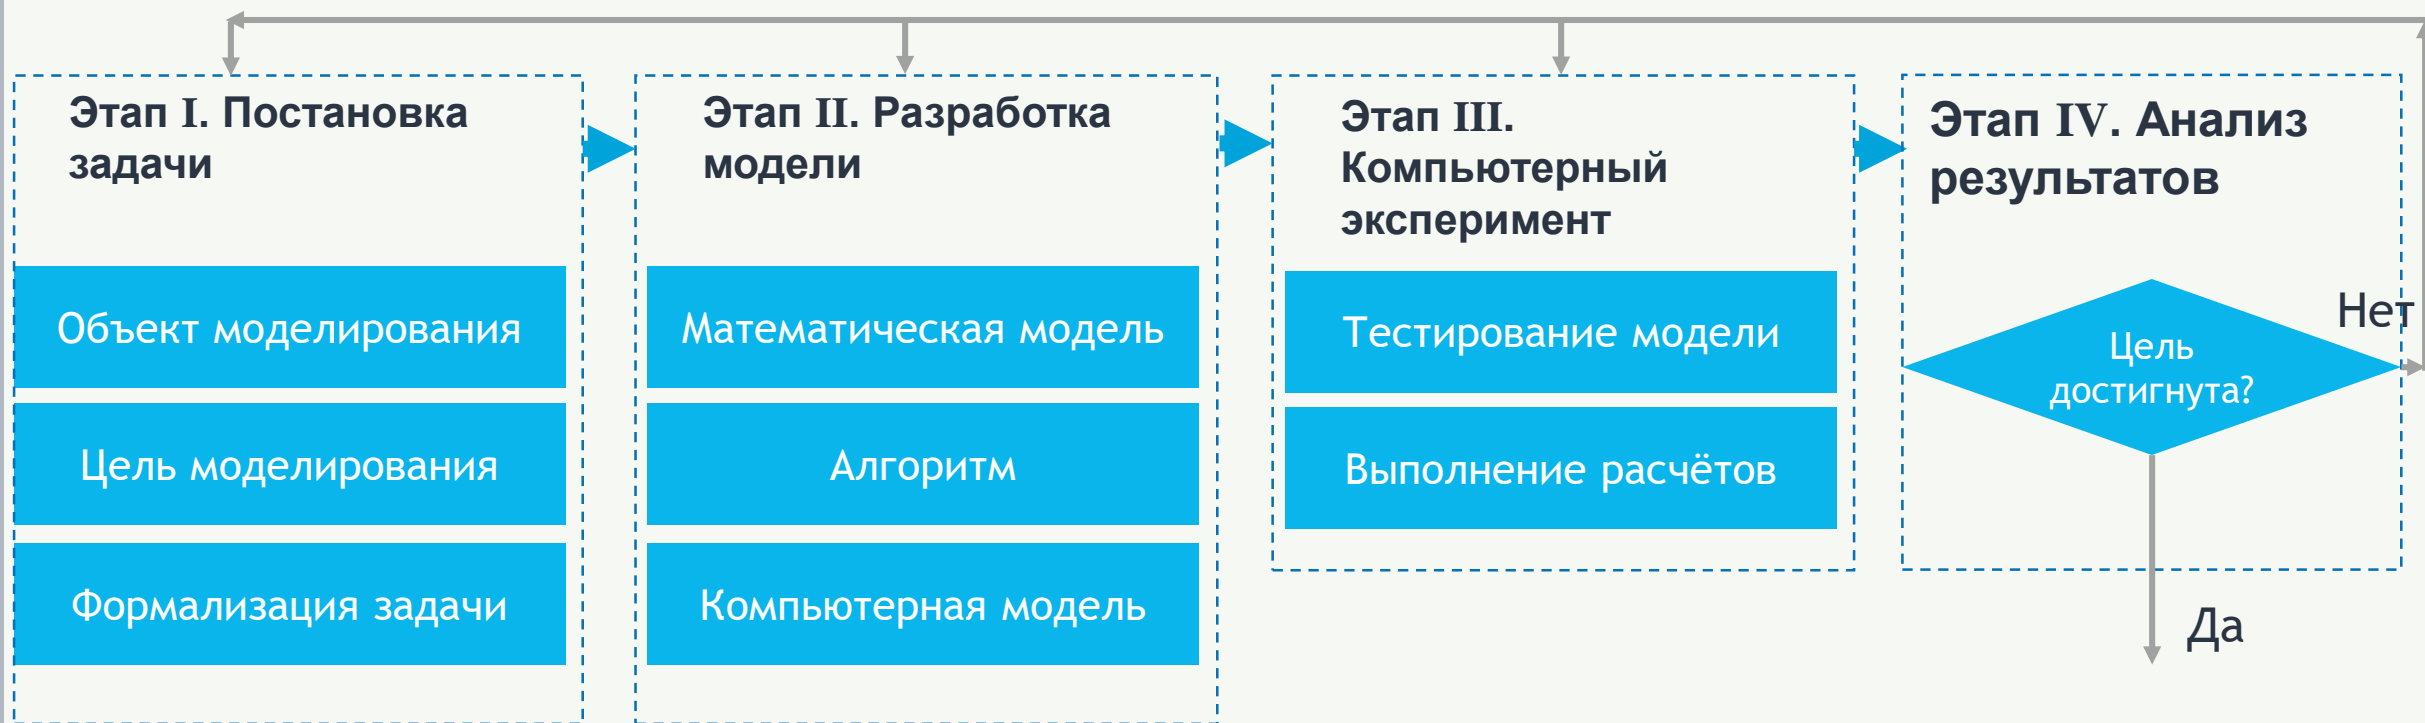 Этап I. Постановка
задачи
Объект моделирования
Цель моделирования
Формализация задачи
Этап II. Разработка
модели
Математическая модель
Алгоритм
Компьютерная модель
Этап III.
Компьютерный
эксперимент
Тестирование модели
Выполнение расчётов
Этап IV. Анализ
результатов
Цель
достигнута?
Нет
Да